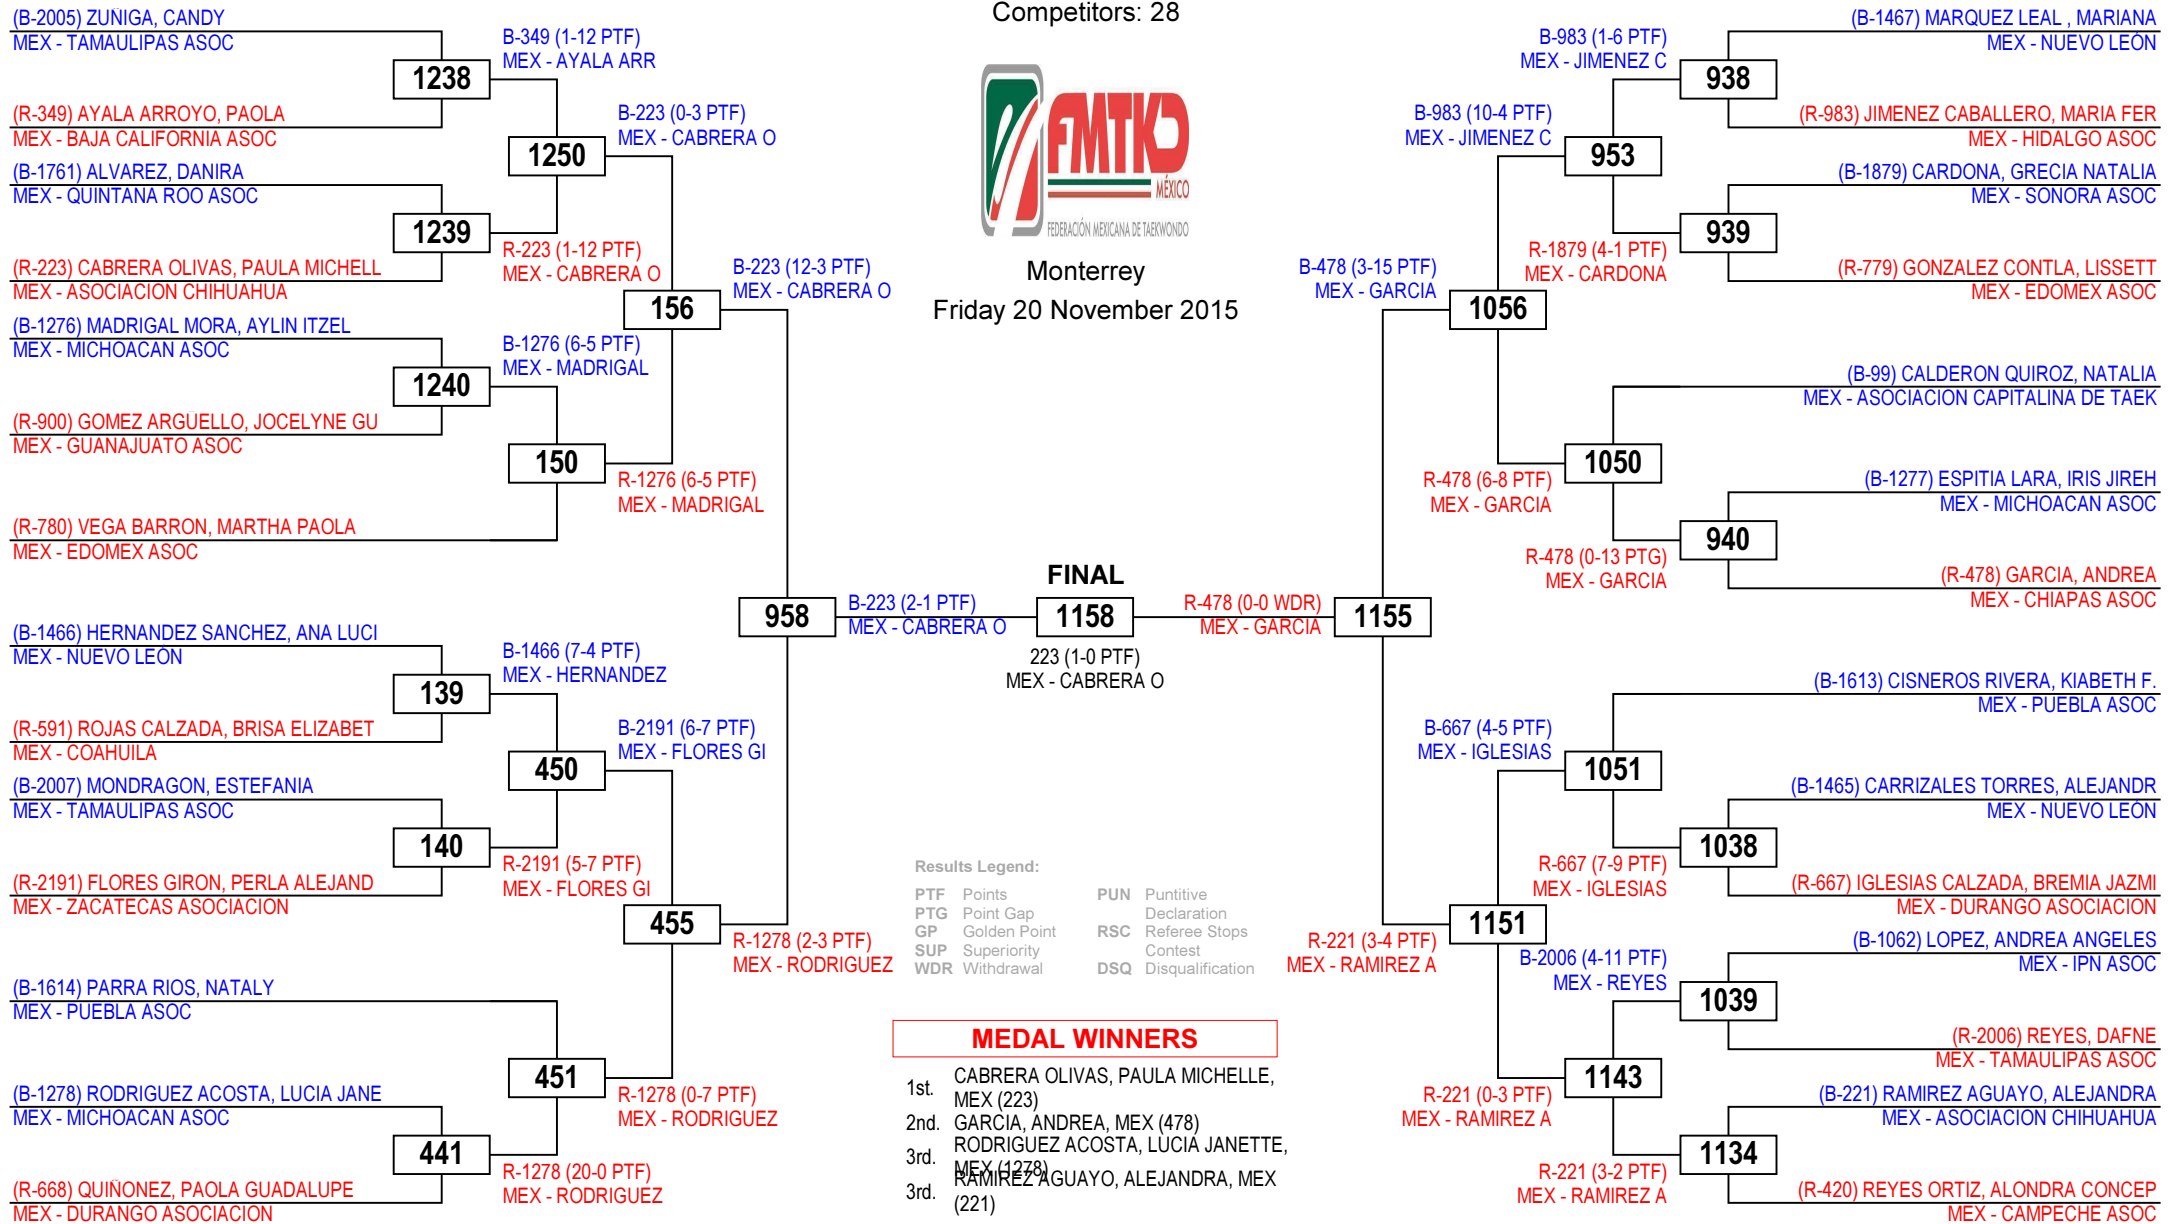 Competitors: 28
FMTKD
MÉXICO
FEDERACIÓN MEXICANA DE TAEKWONDO
Monterrey
Friday 20 November 2015
(B-2005) ZUÑIGA, CANDY
MEX - TAMAULIPAS ASOC
1238
(R-349) AYALA ARROYO, PAOLA
MEX - BAJA CALIFORNIA ASOC
(B-1761) ALVAREZ, DANIRA
MEX - QUINTANA ROO ASOC
1239
(R-223) CABRERA OLIVAS, PAULA MICHELL
MEX - ASOCIACION CHIHUAHUA
(B-1276) MADRIGAL MORA, AYLIN ITZEL
MEX - MICHOACAN ASOC
1240
(R-900) GOMEZ ARGÜELLO, JOCELYNE GU
MEX - GUANAJUATO ASOC
(R-780) VEGA BARRON, MARTHA PAOLA
MEX - EDOMEX ASOC
(B-1466) HERNANDEZ SANCHEZ, ANA LUCI
MEX - NUEVO LEÓN
139
(R-591) ROJAS CALZADA, BRISA ELIZABET
MEX - COAHUILA
(B-2007) MONDRAGON, ESTEFANIA
MEX - TAMAULIPAS ASOC
140
(R-2191) FLORES GIRON, PERLA ALEJAND
MEX - ZACATECAS ASOCIACION
(B-1614) PARRA RIOS, NATALY
MEX - PUEBLA ASOC
(B-1278) RODRIGUEZ ACOSTA, LUCIA JANE
MEX - MICHOACAN ASOC
441
(R-668) QUIÑONEZ, PAOLA GUADALUPE
MEX - DURANGO ASOCIACION
B-349 (1-12 PTF)
MEX - AYALA ARR
1250
R-223 (1-12 PTF)
MEX - CABRERA O
B-1276 (6-5 PTF)
MEX - MADRIGAL
150
B-1466 (7-4 PTF)
MEX - HERNANDEZ
450
R-2191 (5-7 PTF)
MEX - FLORES GI
451
R-1278 (20-0 PTF)
MEX - RODRIGUEZ
B-223 (0-3 PTF)
MEX - CABRERA O
156
R-1276 (6-5 PTF)
MEX - MADRIGAL
B-2191 (6-7 PTF)
MEX - FLORES GI
455
R-1278 (0-7 PTF)
MEX - RODRIGUEZ
B-223 (12-3 PTF)
MEX - CABRERA O
958
R-1278 (2-3 PTF)
MEX - RODRIGUEZ
B-223 (2-1 PTF)
MEX - CABRERA O
FINAL
1158
223 (1-0 PTF)
MEX - CABRERA O
R-478 (0-0 WDR)
MEX - GARCIA
1155
B-478 (3-15 PTF)
MEX - GARCIA
R-221 (3-4 PTF)
MEX - RAMIREZ A
B-983 (10-4 PTF)
MEX - JIMENEZ C
1056
R-478 (6-8 PTF)
MEX - GARCIA
B-667 (4-5 PTF)
MEX - IGLESIAS
1151
R-221 (0-3 PTF)
MEX - RAMIREZ A
B-983 (1-6 PTF)
MEX - JIMENEZ C
953
R-1879 (4-1 PTF)
MEX - CARDONA
1050
R-478 (0-13 PTG)
MEX - GARCIA
1051
R-667 (7-9 PTF)
MEX - IGLESIAS
B-2006 (4-11 PTF)
MEX - REYES
1143
R-221 (3-2 PTF)
MEX - RAMIREZ A
(B-1467) MARQUEZ LEAL , MARIANA
MEX - NUEVO LEÓN
938
(R-983) JIMENEZ CABALLERO, MARIA FER
MEX - HIDALGO ASOC
(B-1879) CARDONA, GRECIA NATALIA
MEX - SONORA ASOC
939
(R-779) GONZALEZ CONTLA, LISSETT
MEX - EDOMEX ASOC
(B-99) CALDERON QUIROZ, NATALIA
MEX - ASOCIACION CAPITALINA DE TAEK
(B-1277) ESPITIA LARA, IRIS JIREH
MEX - MICHOACAN ASOC
940
(R-478) GARCIA, ANDREA
MEX - CHIAPAS ASOC
(B-1613) CISNEROS RIVERA, KIABETH F.
MEX - PUEBLA ASOC
(B-1465) CARRIZALES TORRES, ALEJANDR
MEX - NUEVO LEÓN
1038
(R-667) IGLESIAS CALZADA, BREMIA JAZMI
MEX - DURANGO ASOCIACION
(B-1062) LOPEZ, ANDREA ANGELES
MEX - IPN ASOC
1039
(R-2006) REYES, DAFNE
MEX - TAMAULIPAS ASOC
(B-221) RAMIREZ AGUAYO, ALEJANDRA
MEX - ASOCIACION CHIHUAHUA
1134
(R-420) REYES ORTIZ, ALONDRA CONCEP
MEX - CAMPECHE ASOC
Results Legend:
PTF Points
PTG Point Gap
GP Golden Point
SUP Superiority
WDR Withdrawal
PUN Puntitive
Declaration
RSC Referee Stops
Contest
DSQ Disqualification
MEDAL WINNERS
1st. CABRERA OLIVAS, PAULA MICHELLE,
MEX (223)
2nd. GARCIA, ANDREA, MEX (478)
3rd. RODRIGUEZ ACOSTA, LUCIA JANETTE,
MEX (1278)
3rd. RAMIREZ AGUAYO, ALEJANDRA, MEX
(221)